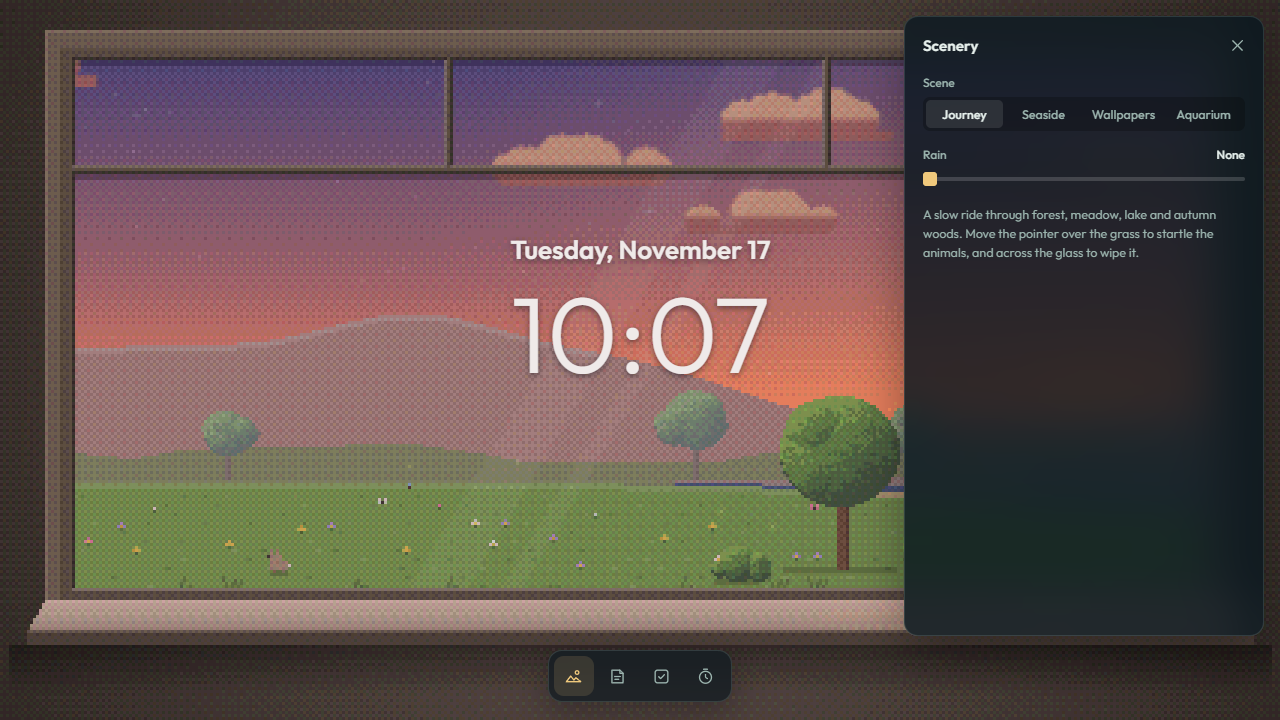 Scenery
Scene
Journey Seaside Wallpapers Aquarium
Rain None
A slow ride through forest, meadow, lake and autumn
woods. Move the pointer over the grass to startle the
animals, and across the glass to wipe it.
Tuesday, November 17
10:07